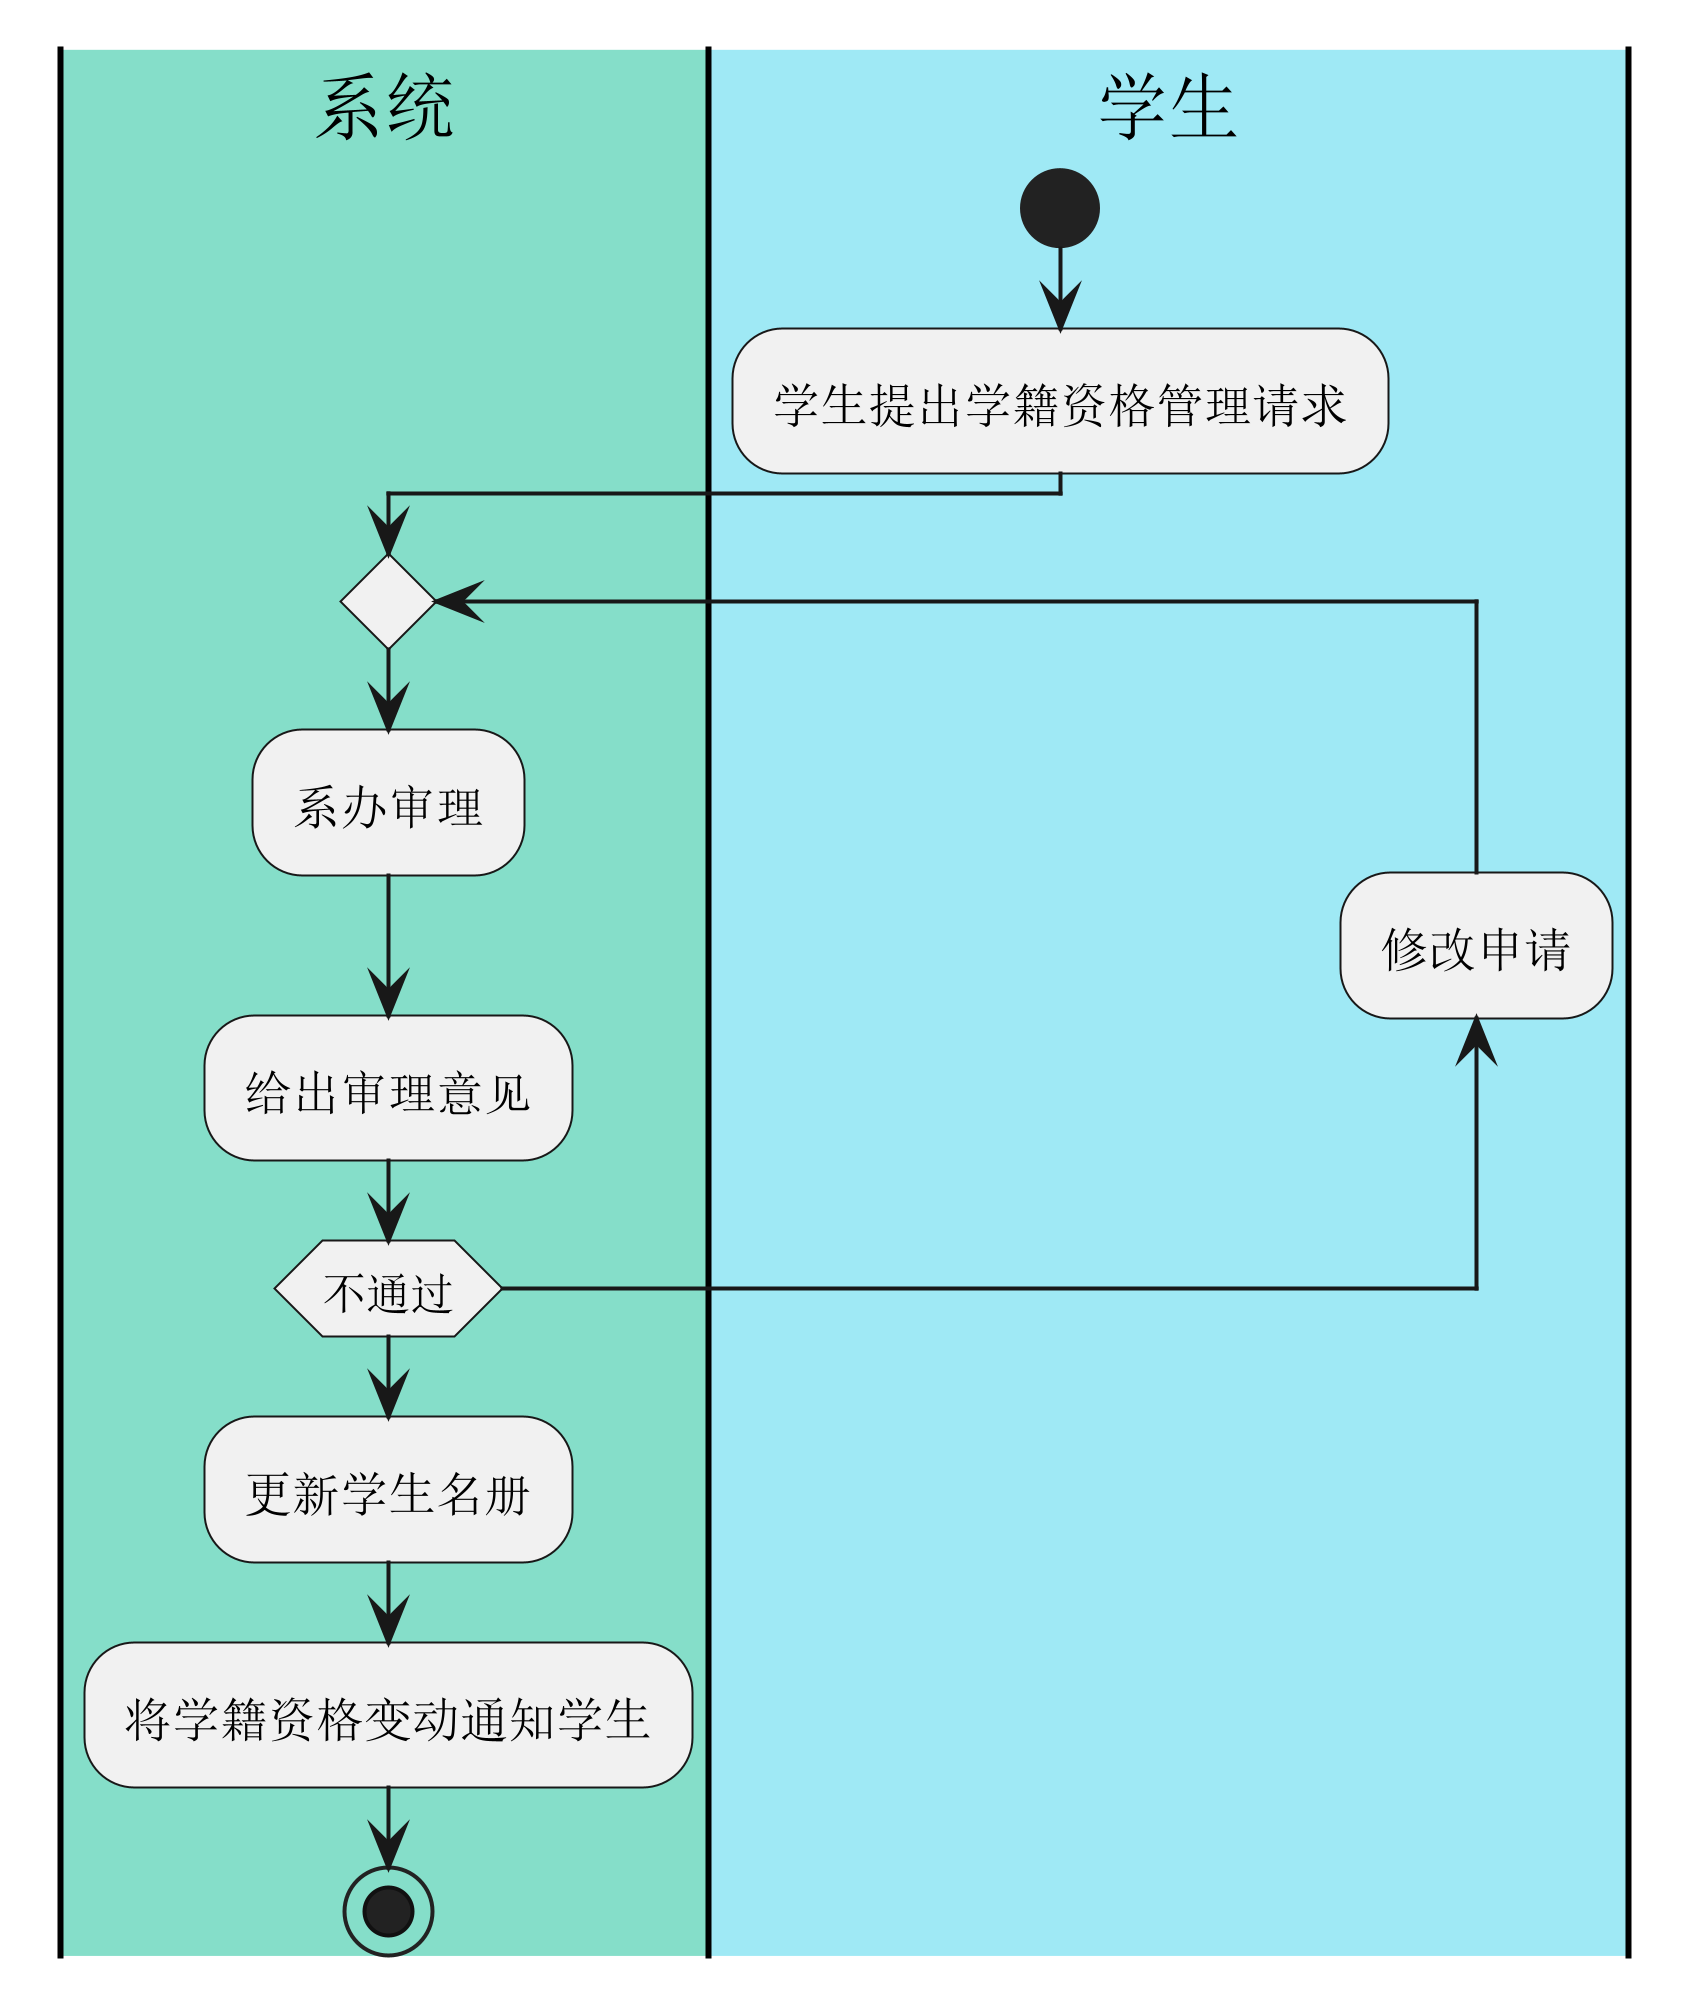 系统
学生
学生提出学籍资格管理请求
系办审理
修改申请
给出审理意见
不通过
更新学生名册
将学籍资格变动通知学生